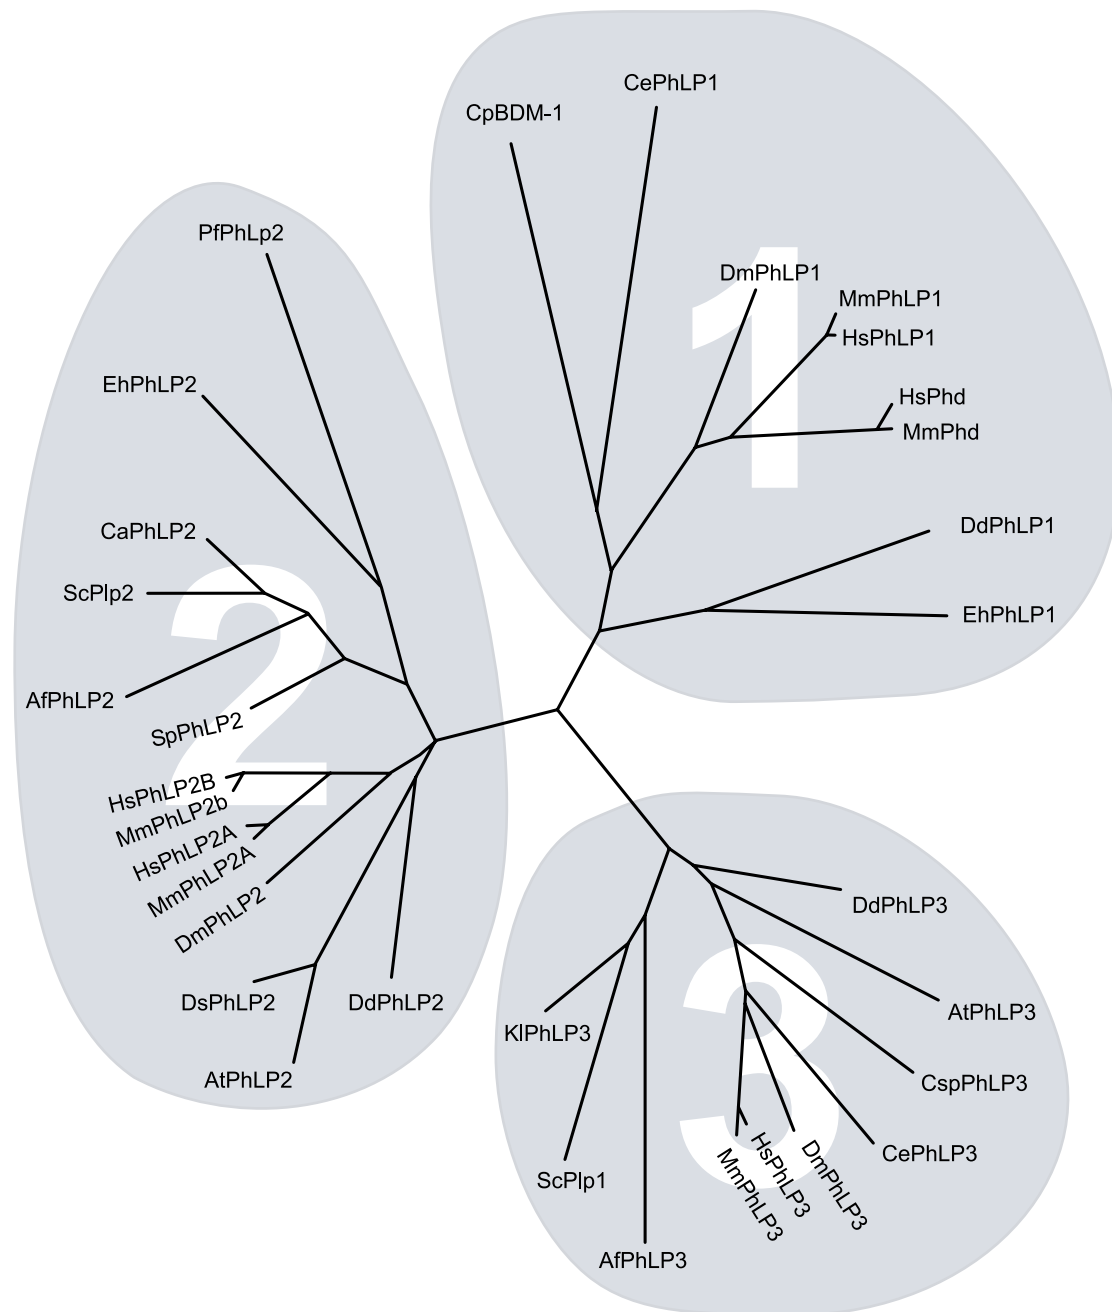 CePhLP1
CpBDM-1
1
DmPhLP1
MmPhLP1
HsPhLP1
HsPhd
MmPhd
DdPhLP1
EhPhLP1
PfPhLp2
EhPhLP2
CaPhLP2
ScPlp2
2
AfPhLP2
SpPhLP2
HsPhLP2B
MmPhLP2b
HsPhLP2A
MmPhLP2A
DmPhLP2
DsPhLP2
DdPhLP2
AtPhLP2
DdPhLP3
3
AtPhLP3
KlPhLP3
CspPhLP3
CePhLP3
DmPhLP3
HsPhLP3
MmPhLP3
ScPlp1
AfPhLP3